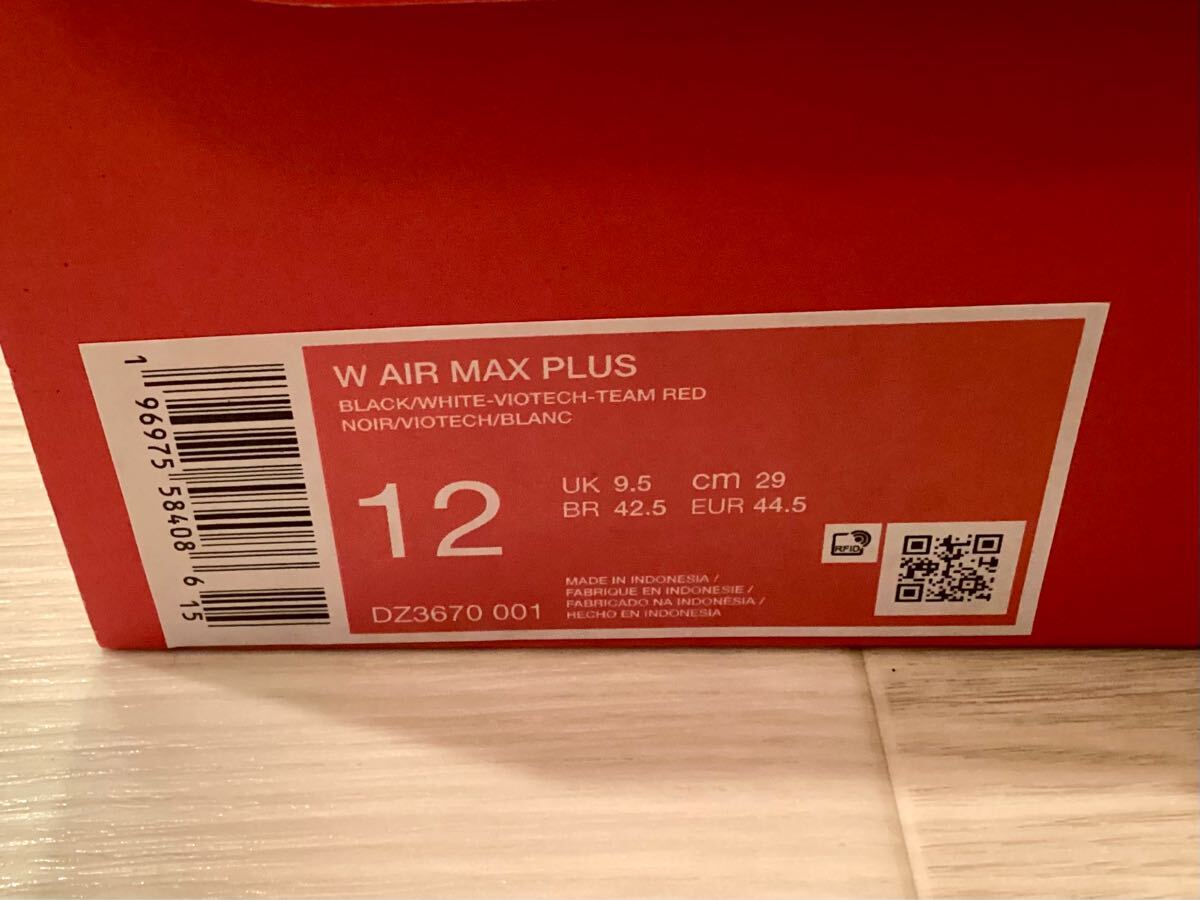 W AIR MAX PLUS
BLACK/WHITE-VIOTECH-TEAM RED
NOIR/VIOTECH/BLANC
12
UK 9.5 cm 29
BR 42.5 EUR 44.5
RFID
MADE IN INDONESIA /
FABRIQUE EN INDONESIE /
FABRICADO NA INDONÉSIA /
HECHO EN INDONESIA
DZ3670 001
1 96975 58408 6 15